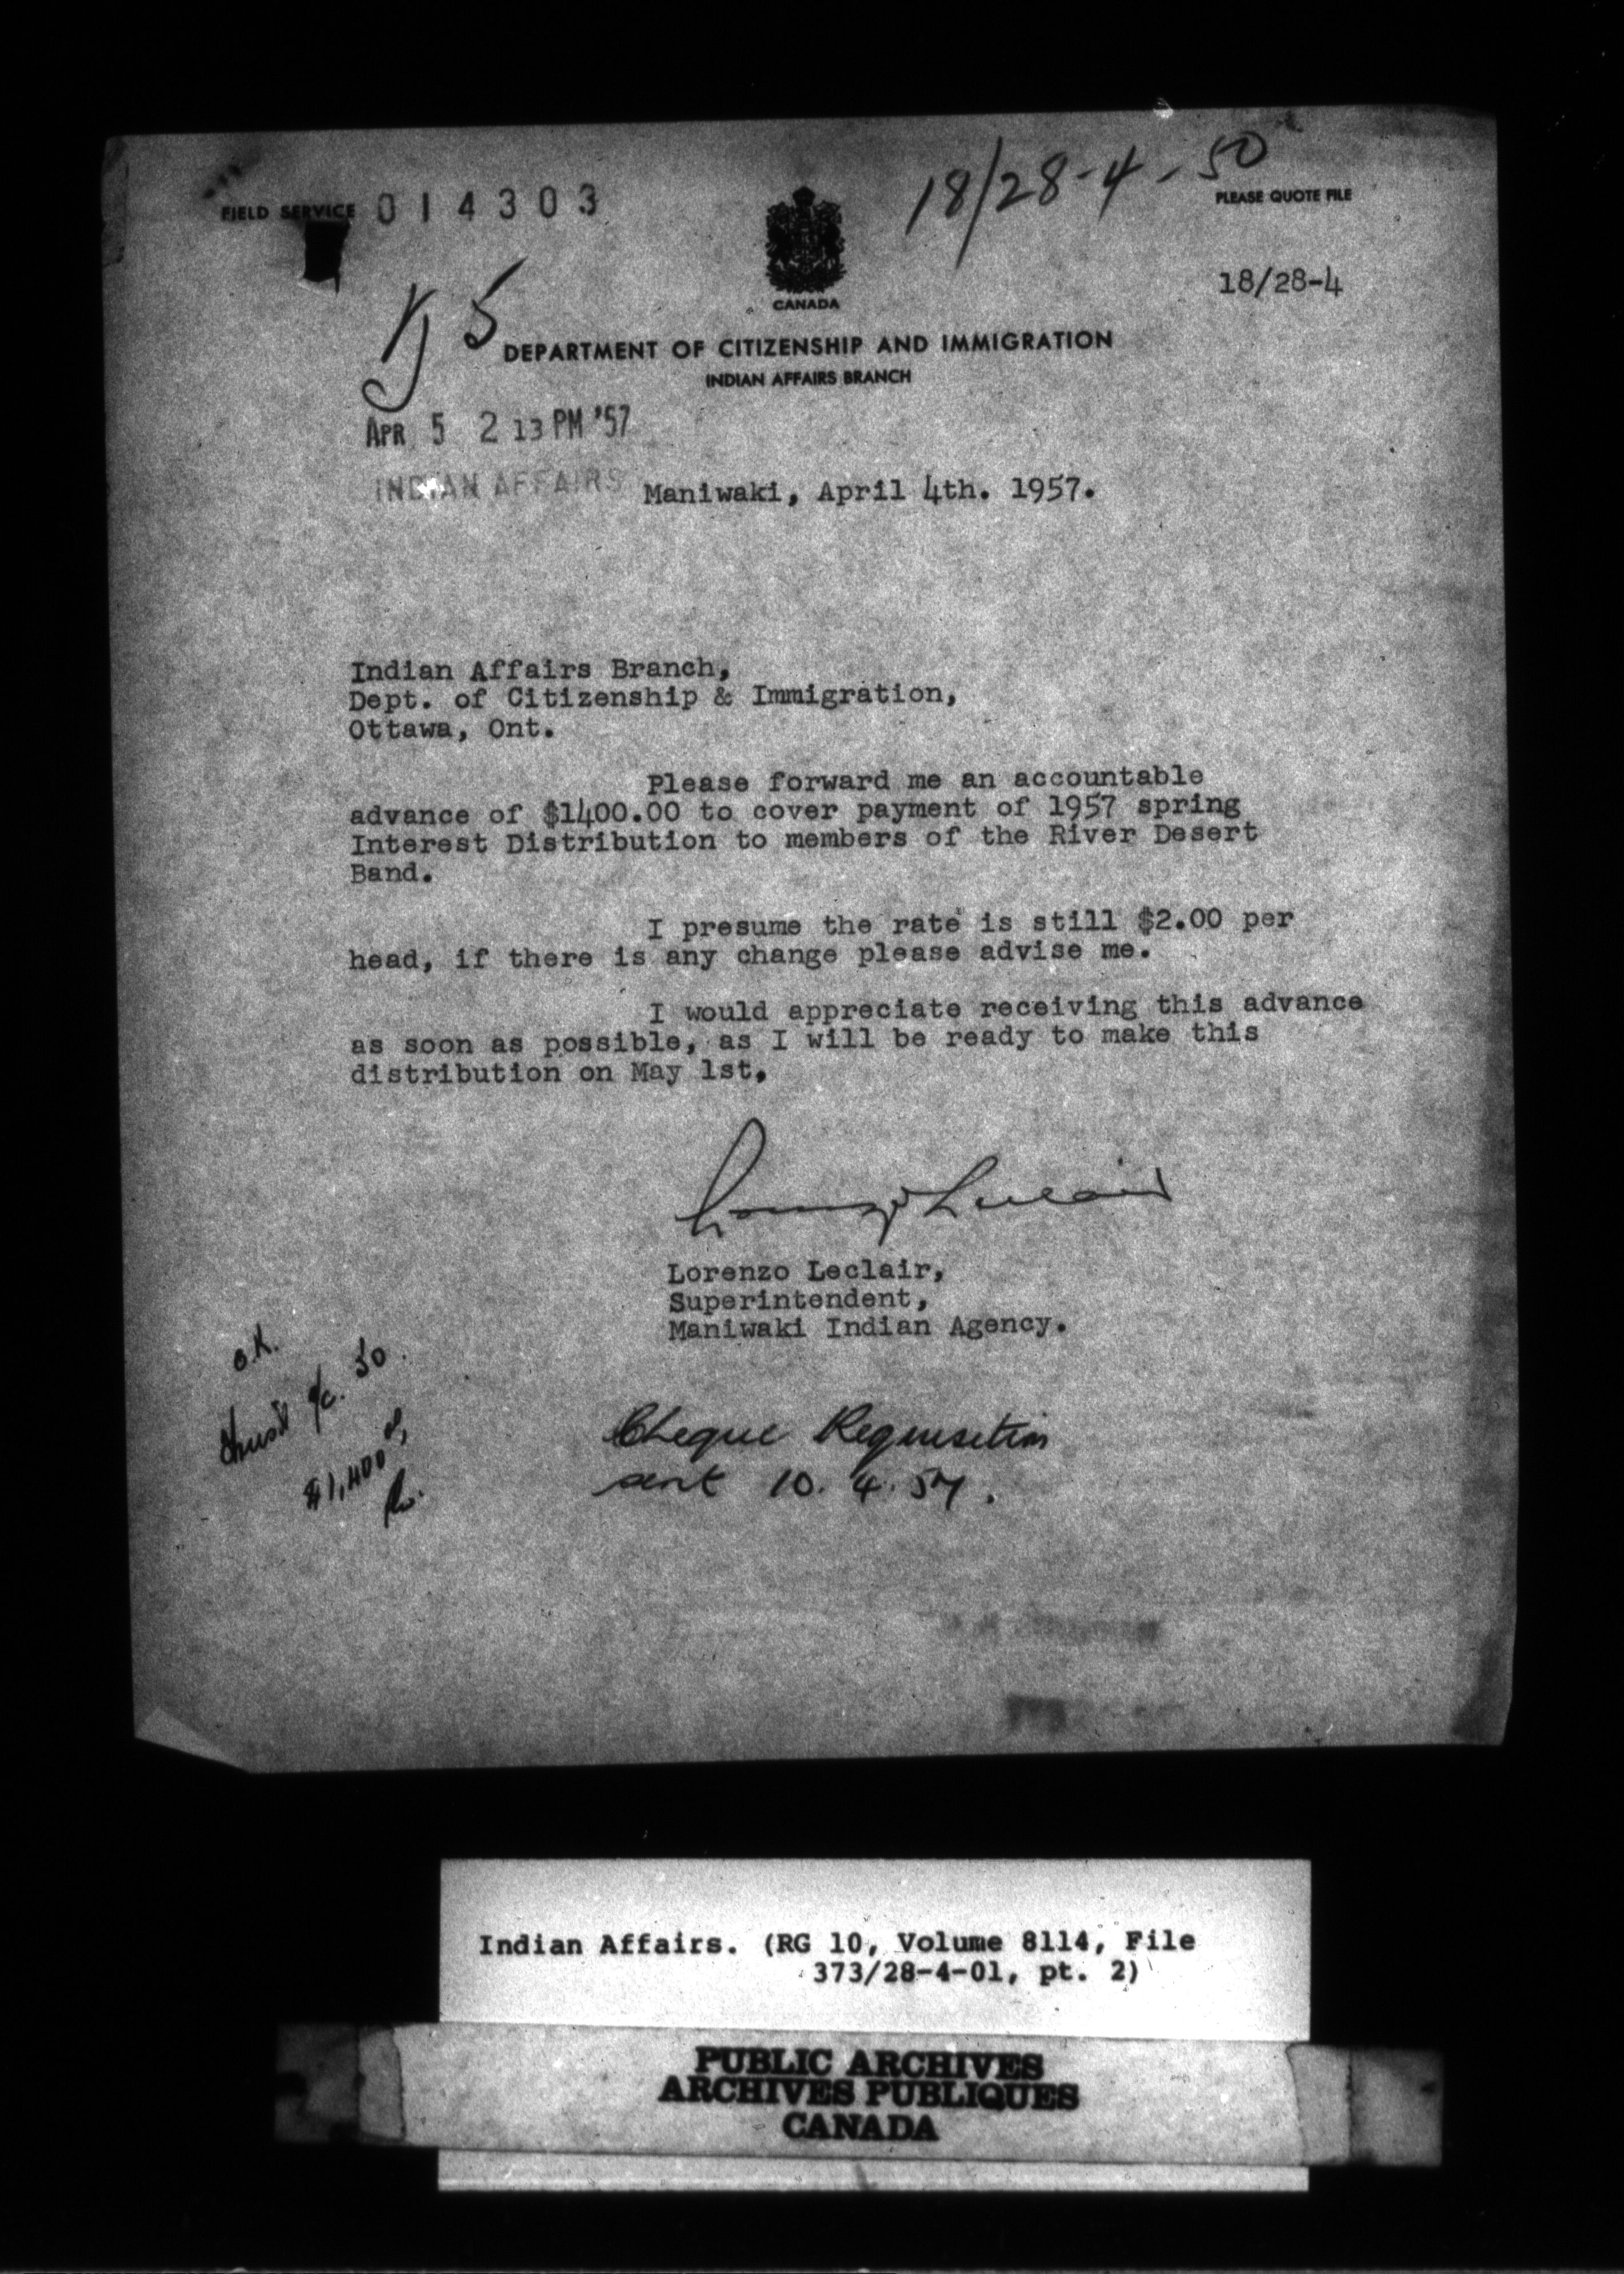 FIELD SERVICE 014303
18/28-4-50
PLEASE QUOTE FILE
18/28-4
CANADA
DEPARTMENT OF CITIZENSHIP AND IMMIGRATION
INDIAN AFFAIRS BRANCH
APR 5 2 13 PM '57
INDIAN AFFAIRS
Maniwaki, April 4th. 1957.
Indian Affairs Branch,
Dept. of Citizenship & Immigration,
Ottawa, Ont.
Please forward me an accountable
advance of $1400.00 to cover payment of 1957 spring
Interest Distribution to members of the River Desert
Band.
I presume the rate is still $2.00 per
head, if there is any change please advise me.
I would appreciate receiving this advance
as soon as possible, as I will be ready to make this
distribution on May 1st.
Lorenzo Leclair
Lorenzo Leclair,
Superintendent,
Maniwaki Indian Agency.
O.K.
Trust a/c. 50.
$1,400
Cheque Requisition
sent 10.4.57.
Indian Affairs. (RG 10, Volume 8114, File
373/28-4-01, pt. 2)
PUBLIC ARCHIVES
ARCHIVES PUBLIQUES
CANADA